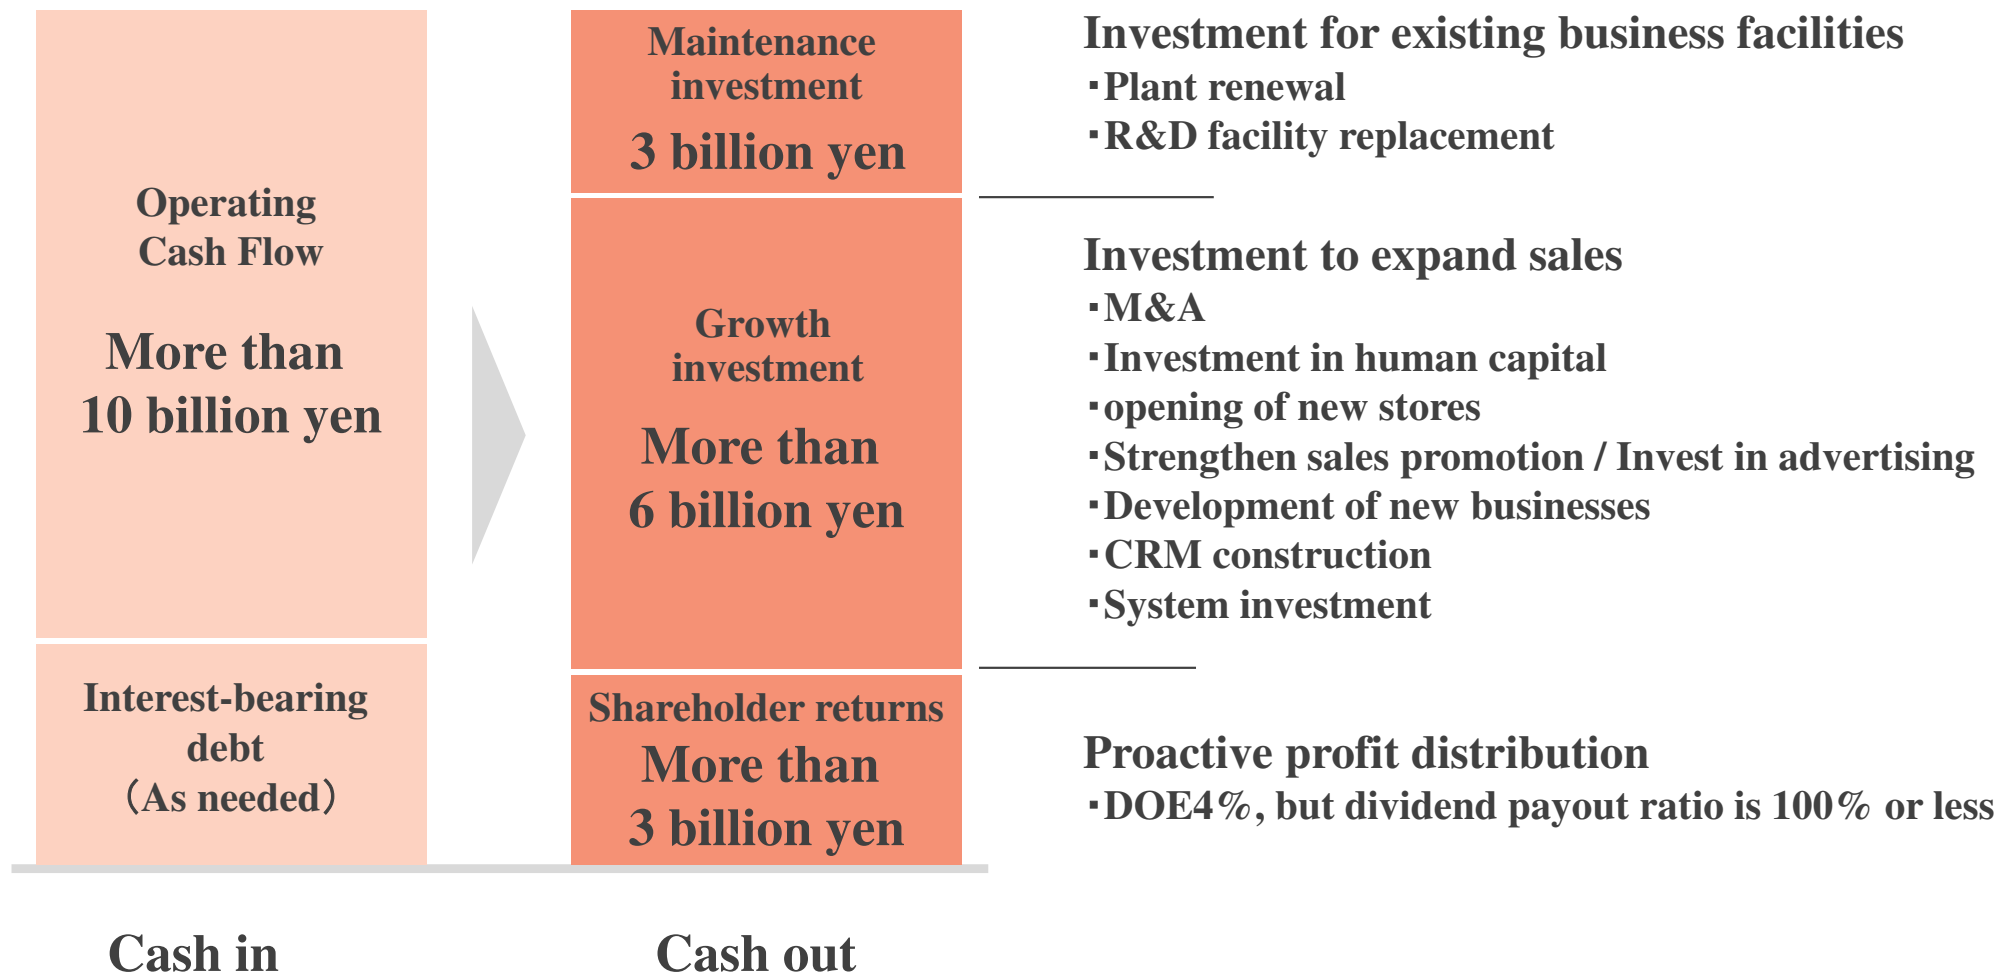 Operating
Cash Flow
More than
10 billion yen
Interest-bearing
debt
（As needed）
Cash in
Maintenance
investment
3 billion yen
Growth
investment
More than
6 billion yen
Shareholder returns
More than
3 billion yen
Cash out
Investment for existing business facilities
▪Plant renewal
▪R&D facility replacement
Investment to expand sales
▪M&A
▪Investment in human capital
▪opening of new stores
▪Strengthen sales promotion / Invest in advertising
▪Development of new businesses
▪CRM construction
▪System investment
Proactive profit distribution
▪DOE4%, but dividend payout ratio is 100% or less